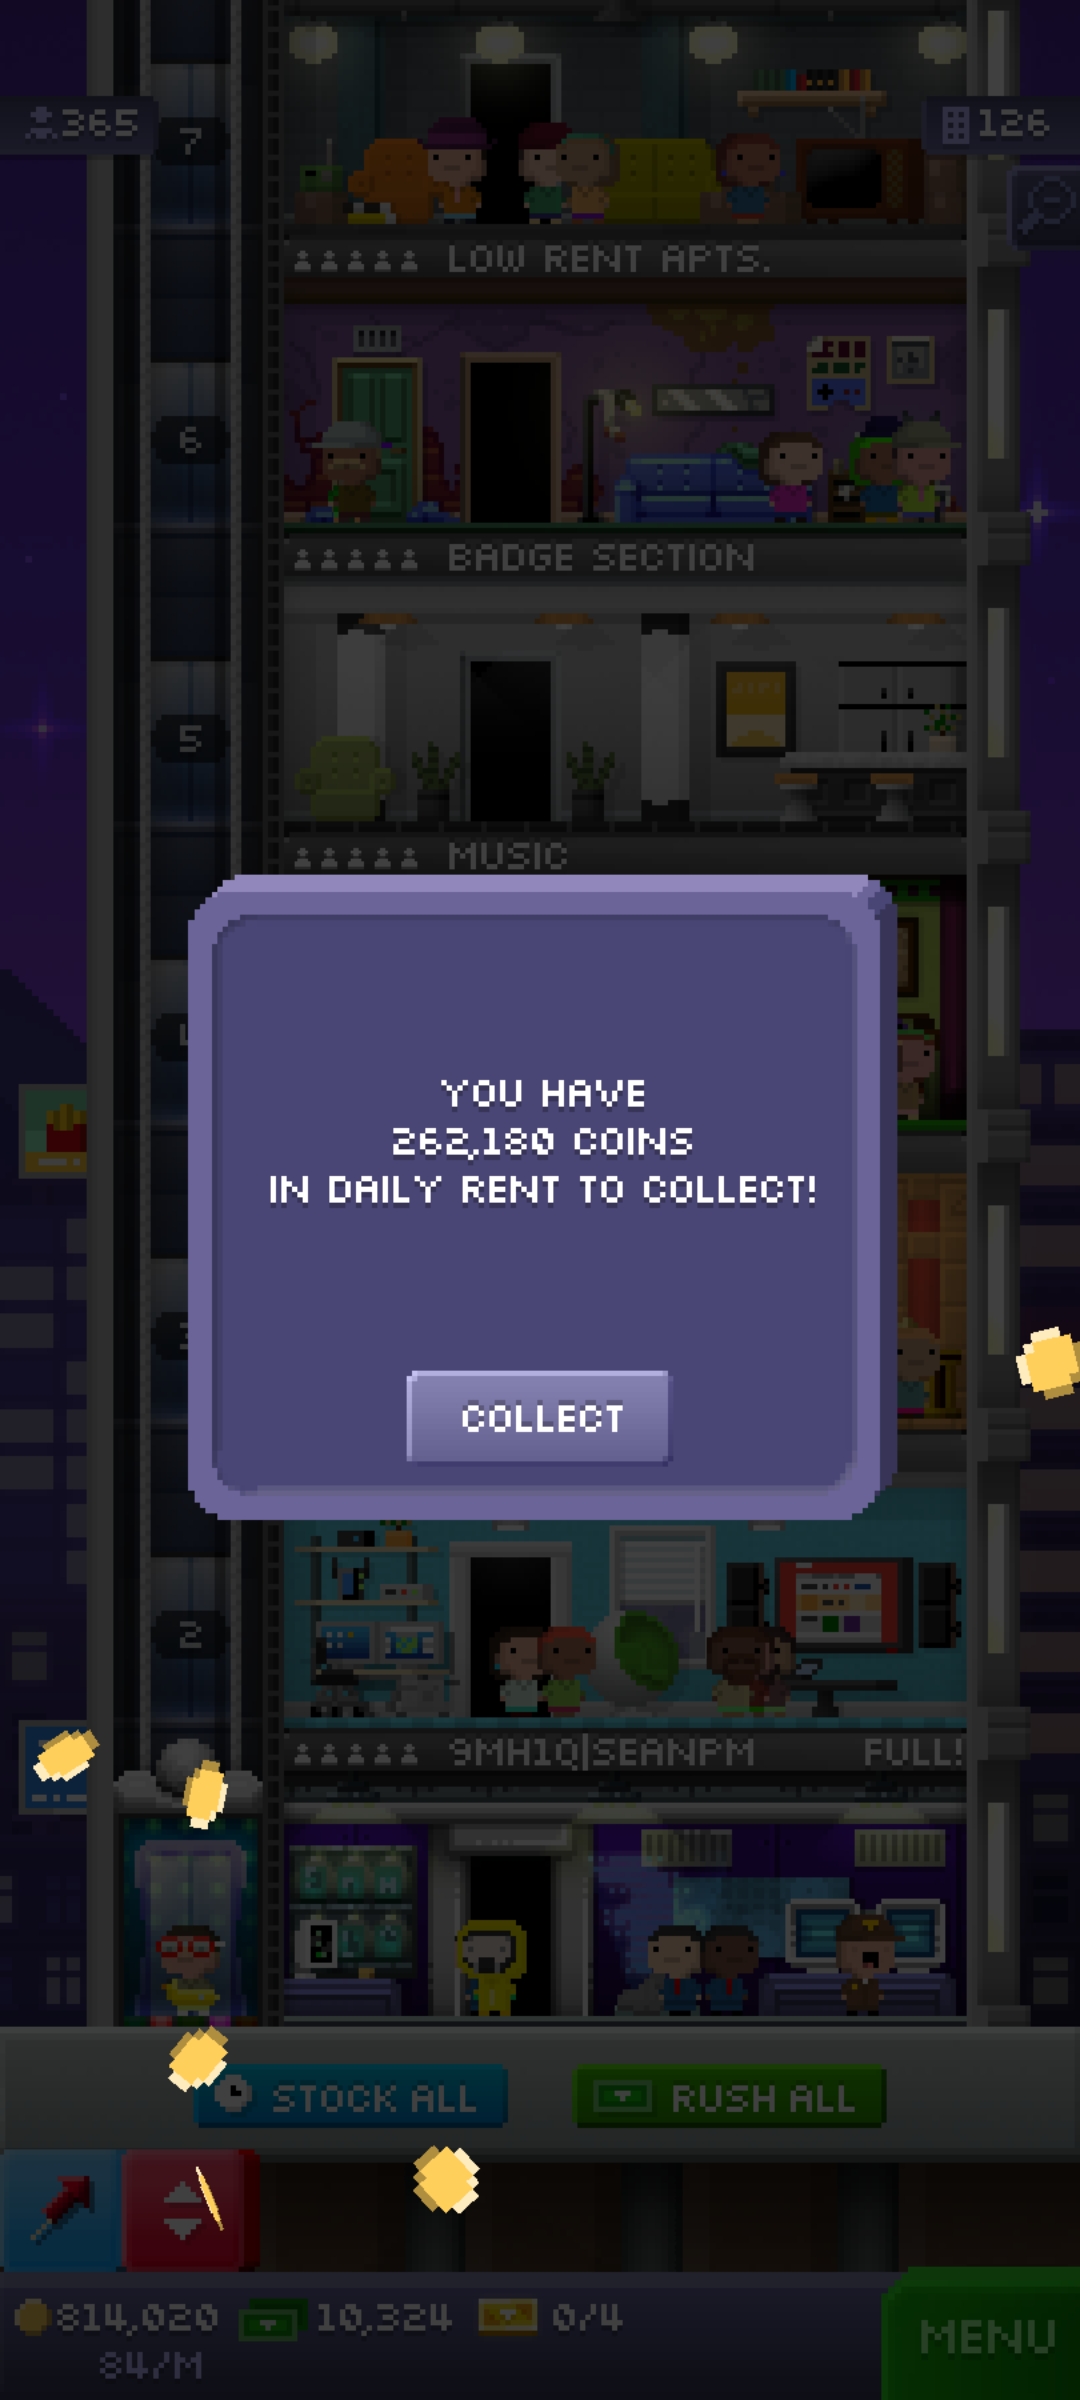 365
7
126
LOW RENT APTS.
6
BADGE SECTION
5
MUSIC
YOU HAVE
262,180 COINS
IN DAILY RENT TO COLLECT!
COLLECT
2
9MH1Q|SEANPM FULL!
STOCK ALL
RUSH ALL
814,020
10,324
0/4
84/M
MENU